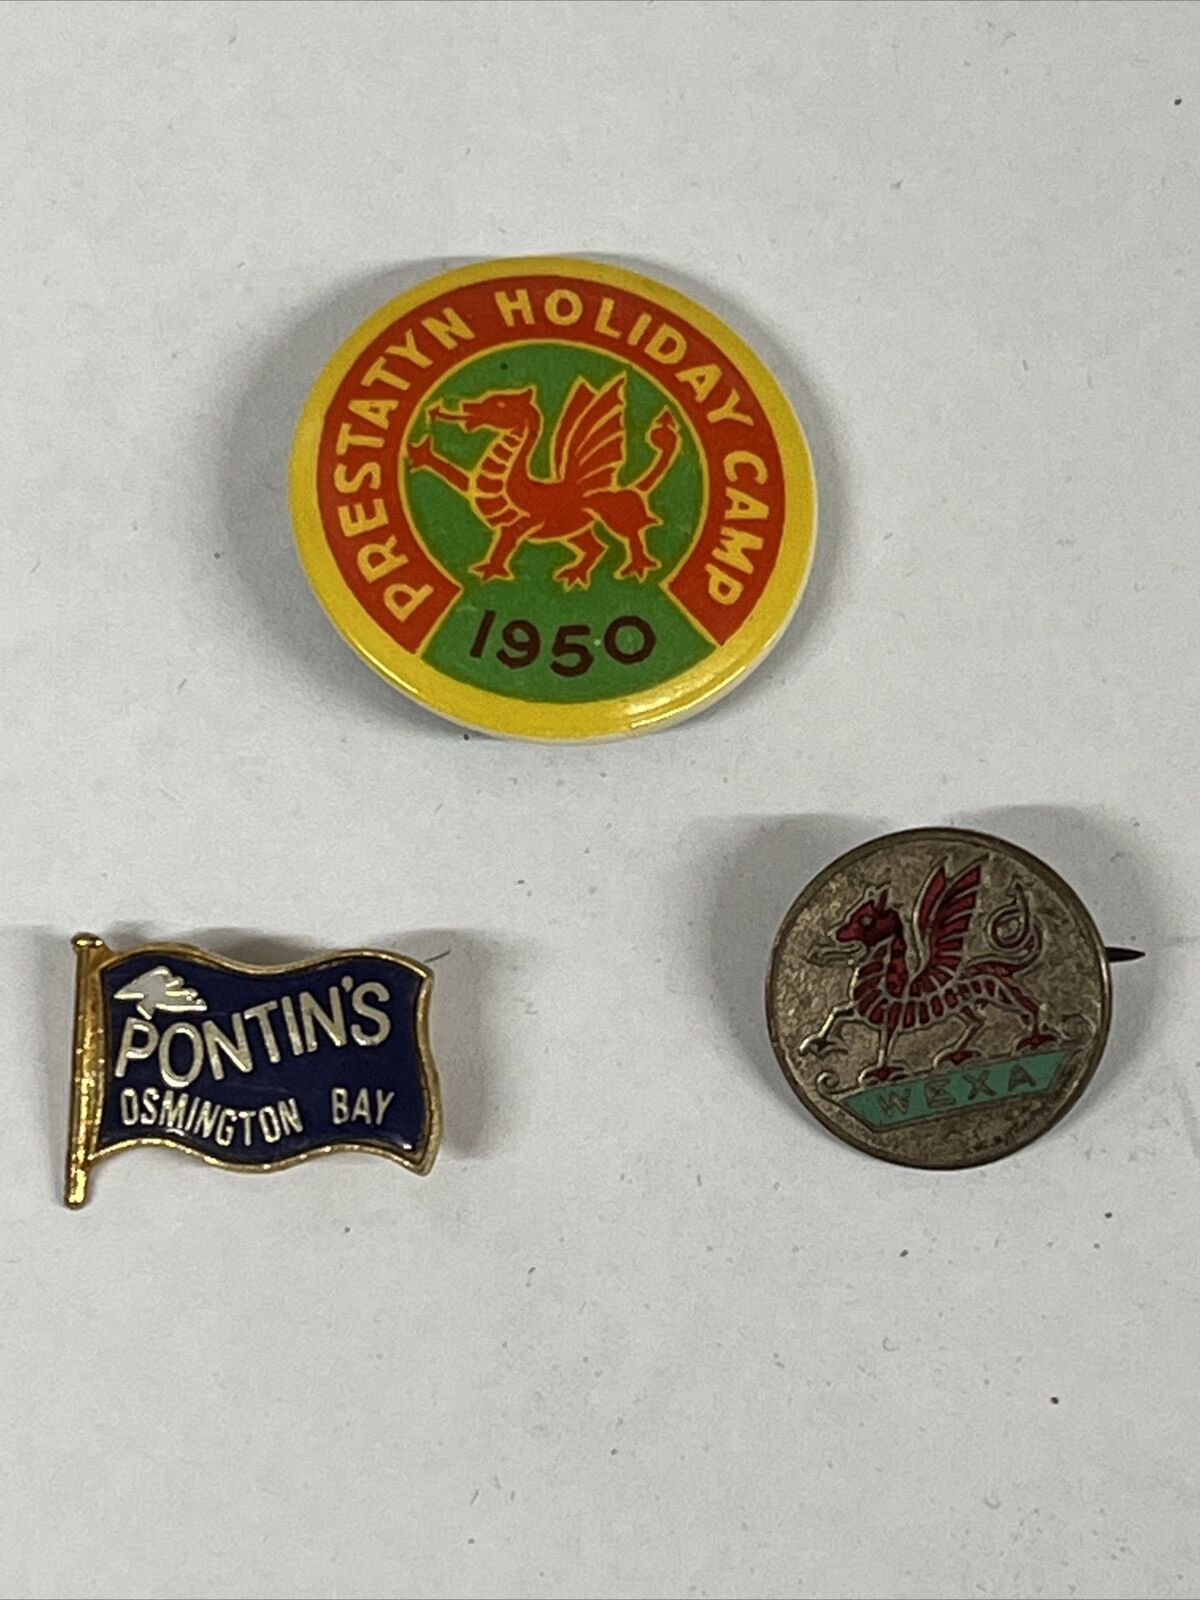 PRESTATYN HOLIDAY CAMP
1950
PONTIN'S
OSMINGTON BAY
WEXA